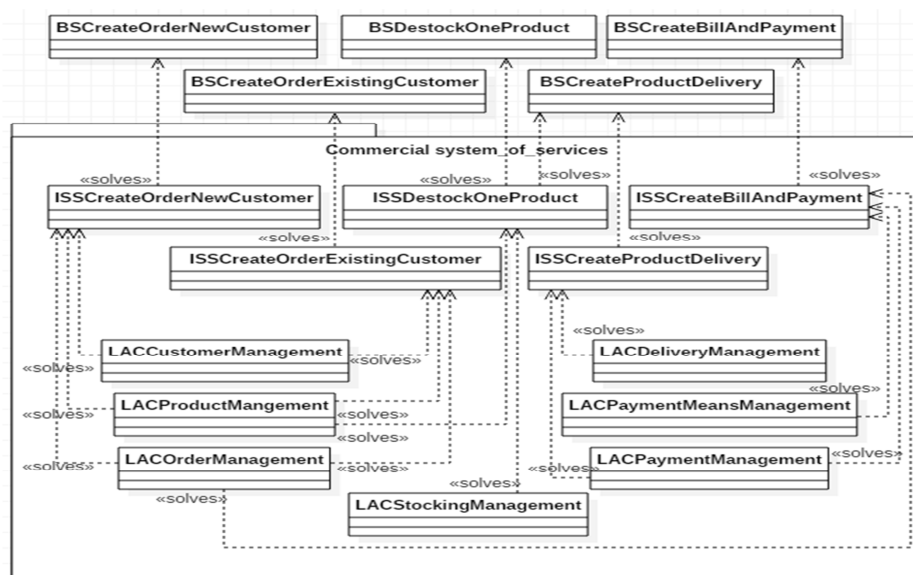 BSCreateOrderNewCustomer
BSDestockOneProduct
BSCreateBillAndPayment
BSCreateOrderExistingCustomer
BSCreateProductDelivery
Commercial system_of_services
«solves»
«solves»
«solves»
«solves»
ISSCreateOrderNewCustomer
ISSDestockOneProduct
ISSCreateBillAndPayment
«solves»
«solves»
ISSCreateOrderExistingCustomer
ISSCreateProductDelivery
«solves»
LACCustomerManagement
LACDeliveryManagement
«solves»
«solves»
«solves»
LACProductMangement
LACPaymentMeansManagement
«solves»
«solves»
«solves»
«solves»
LACOrderManagement
LACPaymentManagement
«solves»
«solves»
«solves»
«solves»
«solves»
LACStockingManagement